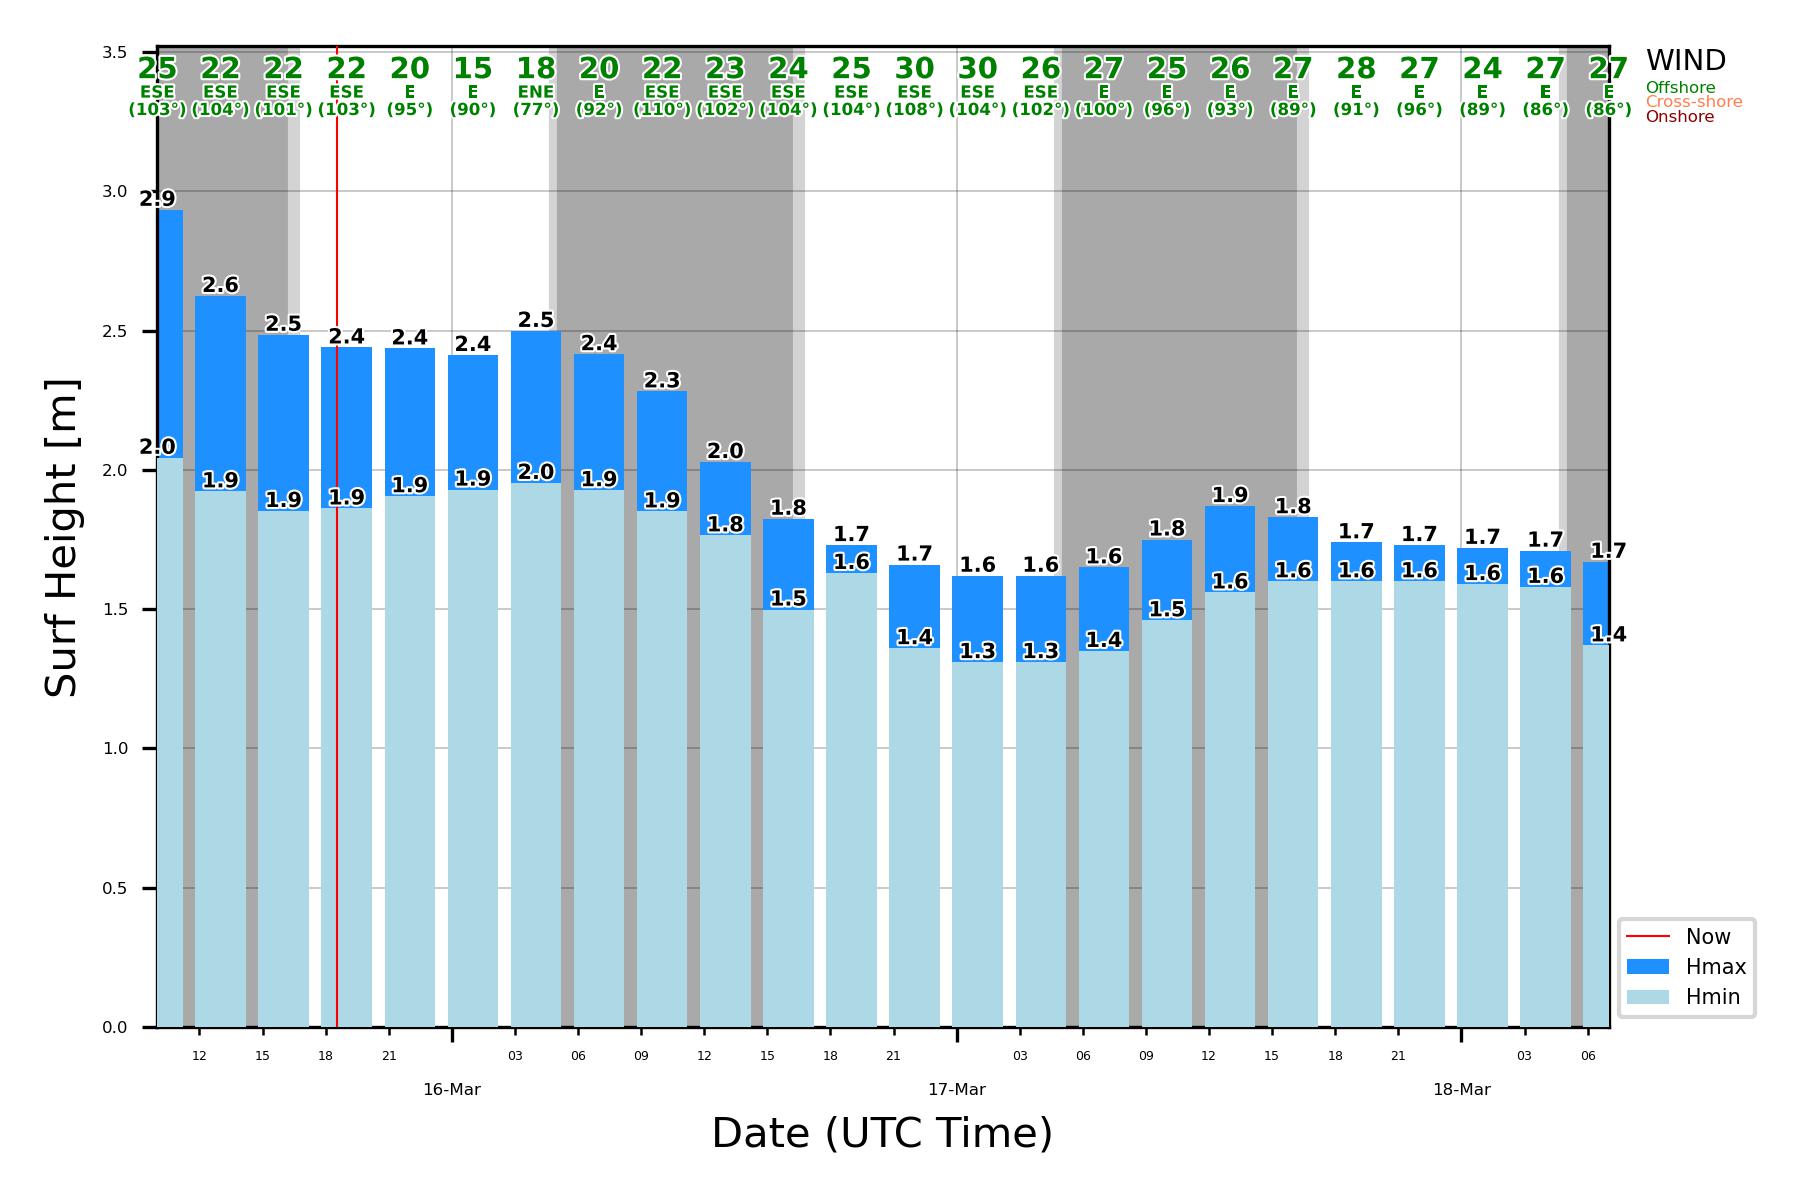 3.5
3.0
2.5
2.0
1.5
1.0
0.5
0.0
Surf Height [m]
25 22 22 22 20 15 18 20 22 23 24 25 30 30 26 27 25 26 27 28 27 24 27 27
ESE ESE ESE ESE E E ENE E ESE ESE ESE ESE ESE ESE ESE E E E E E E E E E
(103°) (104°) (101°) (103°) (95°) (90°) (77°) (92°) (110°) (102°) (104°) (104°) (108°) (104°) (102°) (100°) (96°) (93°) (89°) (91°) (96°) (89°) (86°) (86°)
WIND
Offshore
Cross-shore
Onshore
2.9 2.6 2.5 2.4 2.4 2.4 2.5 2.4 2.3 2.0 1.8 1.7 1.7 1.6 1.6 1.6 1.8 1.9 1.8 1.7 1.7 1.7 1.7 1.7
2.0 1.9 1.9 1.9 1.9 1.9 2.0 1.9 1.9 1.8 1.5 1.6 1.4 1.3 1.3 1.4 1.5 1.6 1.6 1.6 1.6 1.6 1.6 1.4
Now
Hmax
Hmin
12 15 18 21 03 06 09 12 15 18 21 03 06 09 12 15 18 21 03 06
16-Mar 17-Mar 18-Mar
Date (UTC Time)